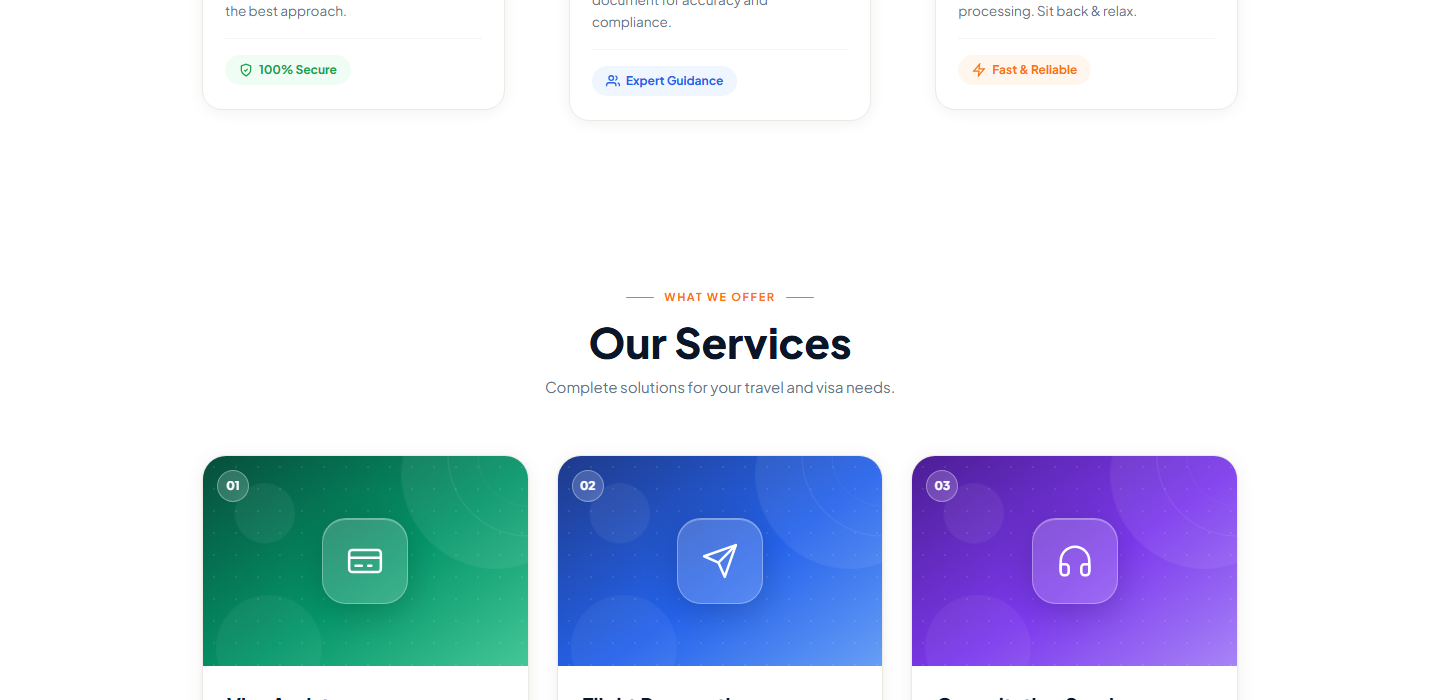 the best approach.
100% Secure
document for accuracy and
compliance.
Expert Guidance
processing. Sit back & relax.
Fast & Reliable
WHAT WE OFFER
Our Services
Complete solutions for your travel and visa needs.
01
02
03